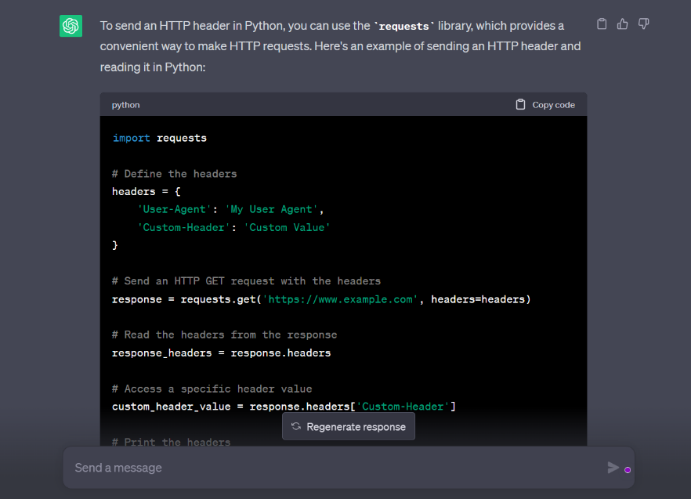 To send an HTTP header in Python, you can use the `requests` library, which provides a
convenient way to make HTTP requests. Here's an example of sending an HTTP header and
reading it in Python:
python
Copy code
import requests
# Define the headers
headers = {
    'User-Agent': 'My User Agent',
    'Custom-Header': 'Custom Value'
}
# Send an HTTP GET request with the headers
response = requests.get('https://www.example.com', headers=headers)
# Read the headers from the response
response_headers = response.headers
# Access a specific header value
custom_header_value = response.headers['Custom-Header']
Regenerate response
# Print the headers
Send a message